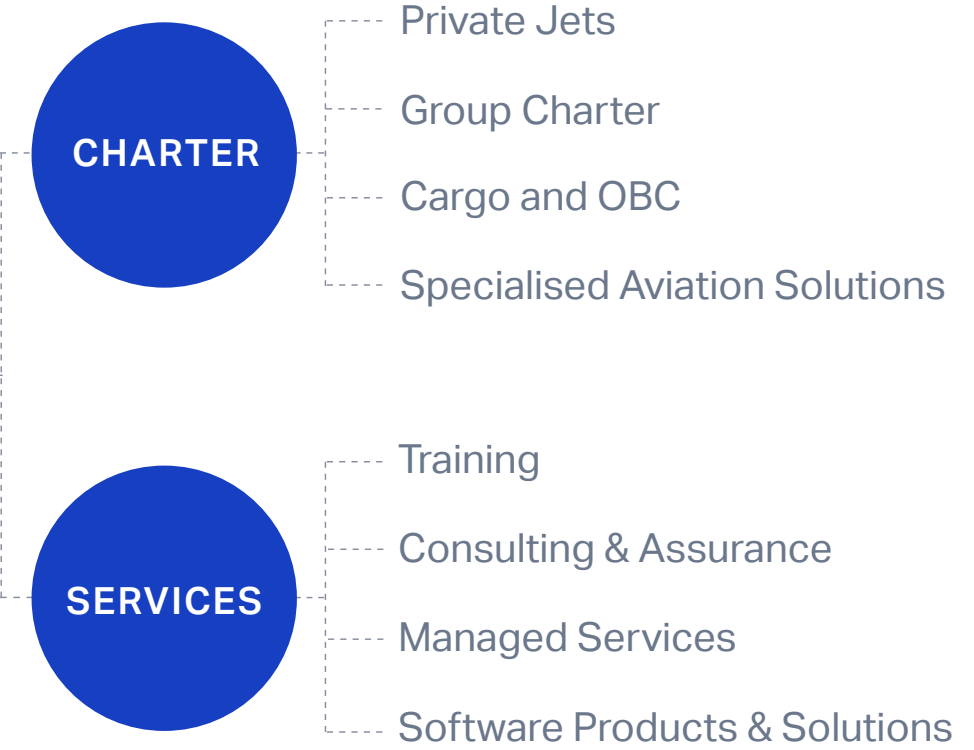 CHARTER
Private Jets
Group Charter
Cargo and OBC
Specialised Aviation Solutions
SERVICES
Training
Consulting & Assurance
Managed Services
Software Products & Solutions